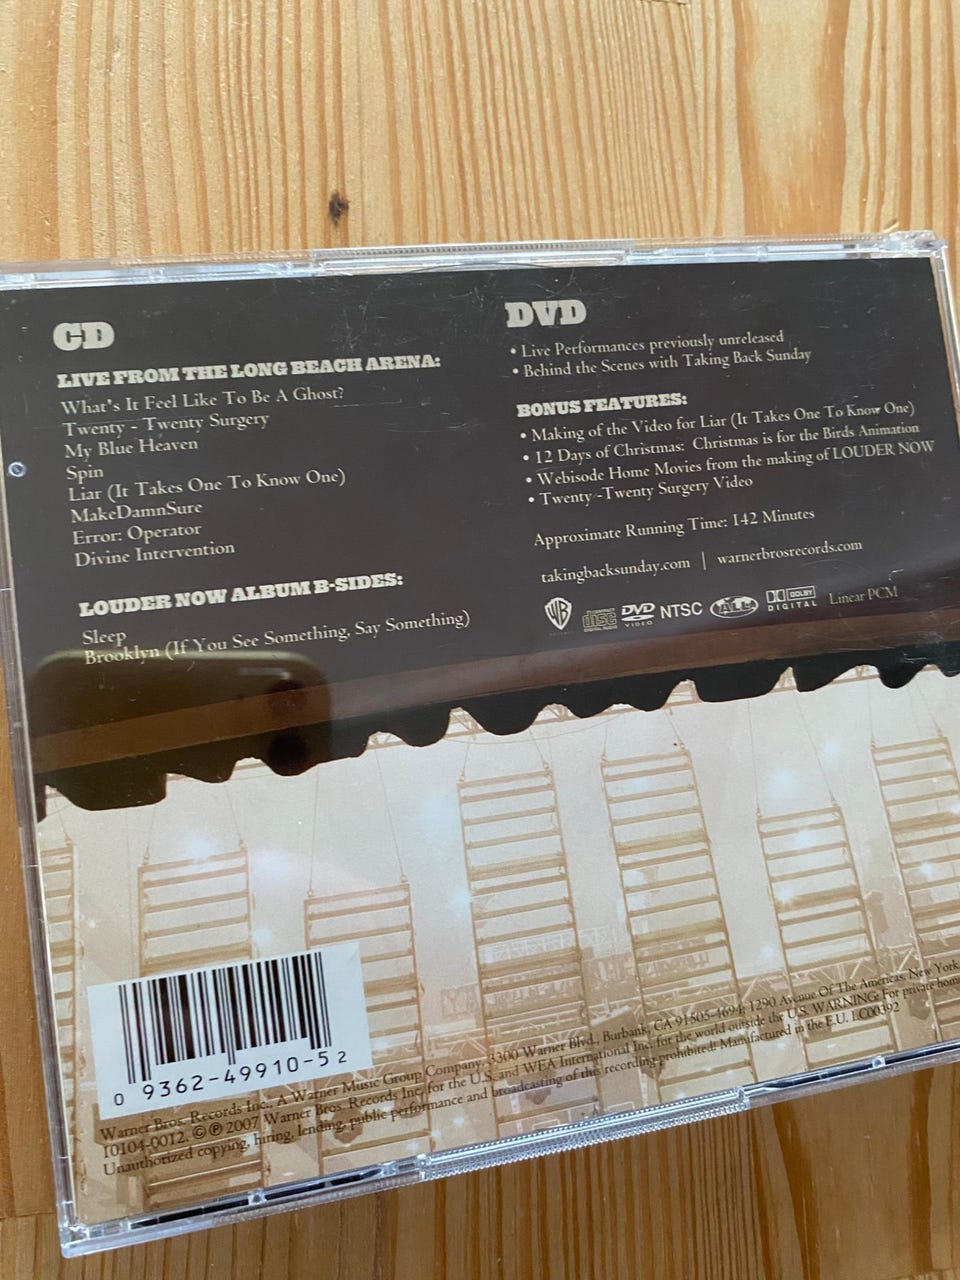 CD
LIVE FROM THE LONG BEACH ARENA:
What's It Feel Like To Be A Ghost?
Twenty - Twenty Surgery
My Blue Heaven
Spin
Liar (It Takes One To Know One)
MakeDamnSure
Error: Operator
Divine Intervention
LOUDER NOW ALBUM B-SIDES:
Sleep
Brooklyn (If You See Something, Say Something)
DVD
• Live Performances previously unreleased
• Behind the Scenes with Taking Back Sunday
BONUS FEATURES:
• Making of the Video for Liar (It Takes One To Know One)
• 12 Days of Christmas: Christmas is for the Birds Animation
• Webisode Home Movies from the making of LOUDER NOW
• Twenty -Twenty Surgery Video
Approximate Running Time: 142 Minutes
takingbacksunday.com | warnerbrosrecords.com
WB COMPACT disc DIGITAL AUDIO DVD VIDEO NTSC ALL DOLBY DIGITAL Linear PCM
0 9362-49910-5 2
Warner Bros. Records Inc., A Warner Music Group Company. 3300 Warner Blvd., Burbank, CA 91505-4694; 1290 Avenue Of The Americas, New York,
10104-0012. © ℗ 2007 Warner Bros. Records Inc. for the U.S. and WEA International Inc. for the world outside the U.S. WARNING: For private home
Unauthorized copying, hiring, lending, public performance and broadcasting of this recording prohibited! Manufactured in the E.U. LC00392